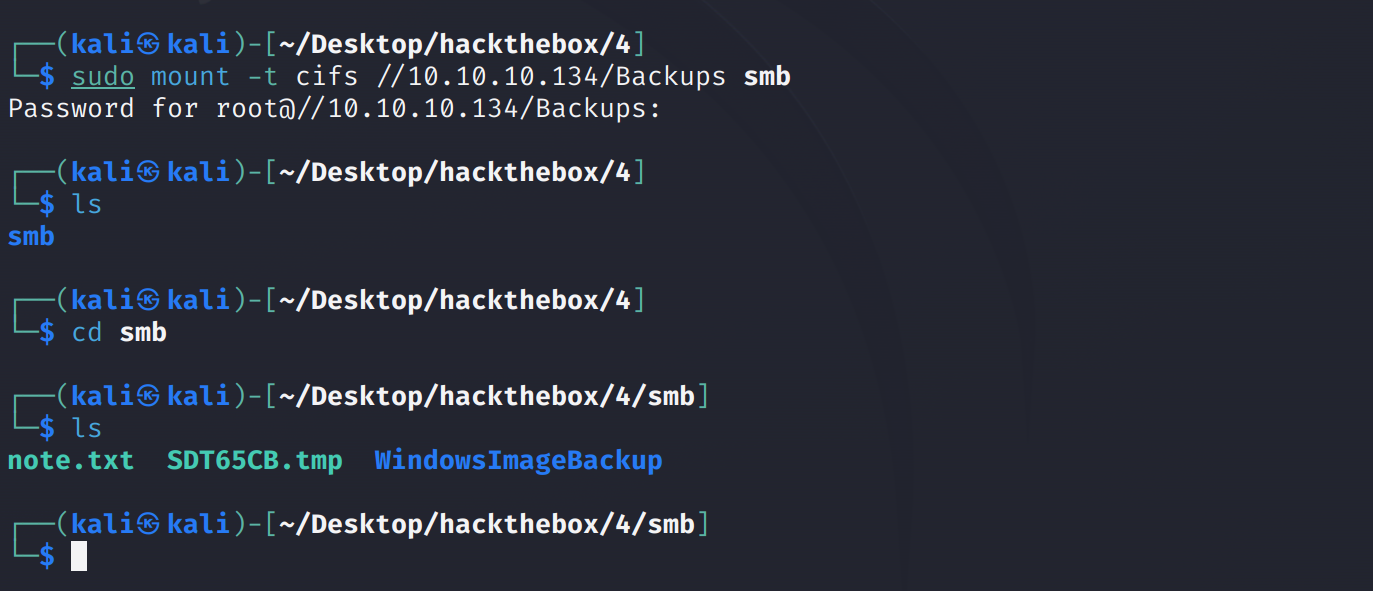 ┌──(kali㉿kali)-[~/Desktop/hackthebox/4]
└─$ sudo mount -t cifs //10.10.10.134/Backups smb
Password for root@//10.10.10.134/Backups:
┌──(kali㉿kali)-[~/Desktop/hackthebox/4]
└─$ ls
smb
┌──(kali㉿kali)-[~/Desktop/hackthebox/4]
└─$ cd smb
┌──(kali㉿kali)-[~/Desktop/hackthebox/4/smb]
└─$ ls
note.txt  SDT65CB.tmp  WindowsImageBackup
┌──(kali㉿kali)-[~/Desktop/hackthebox/4/smb]
└─$